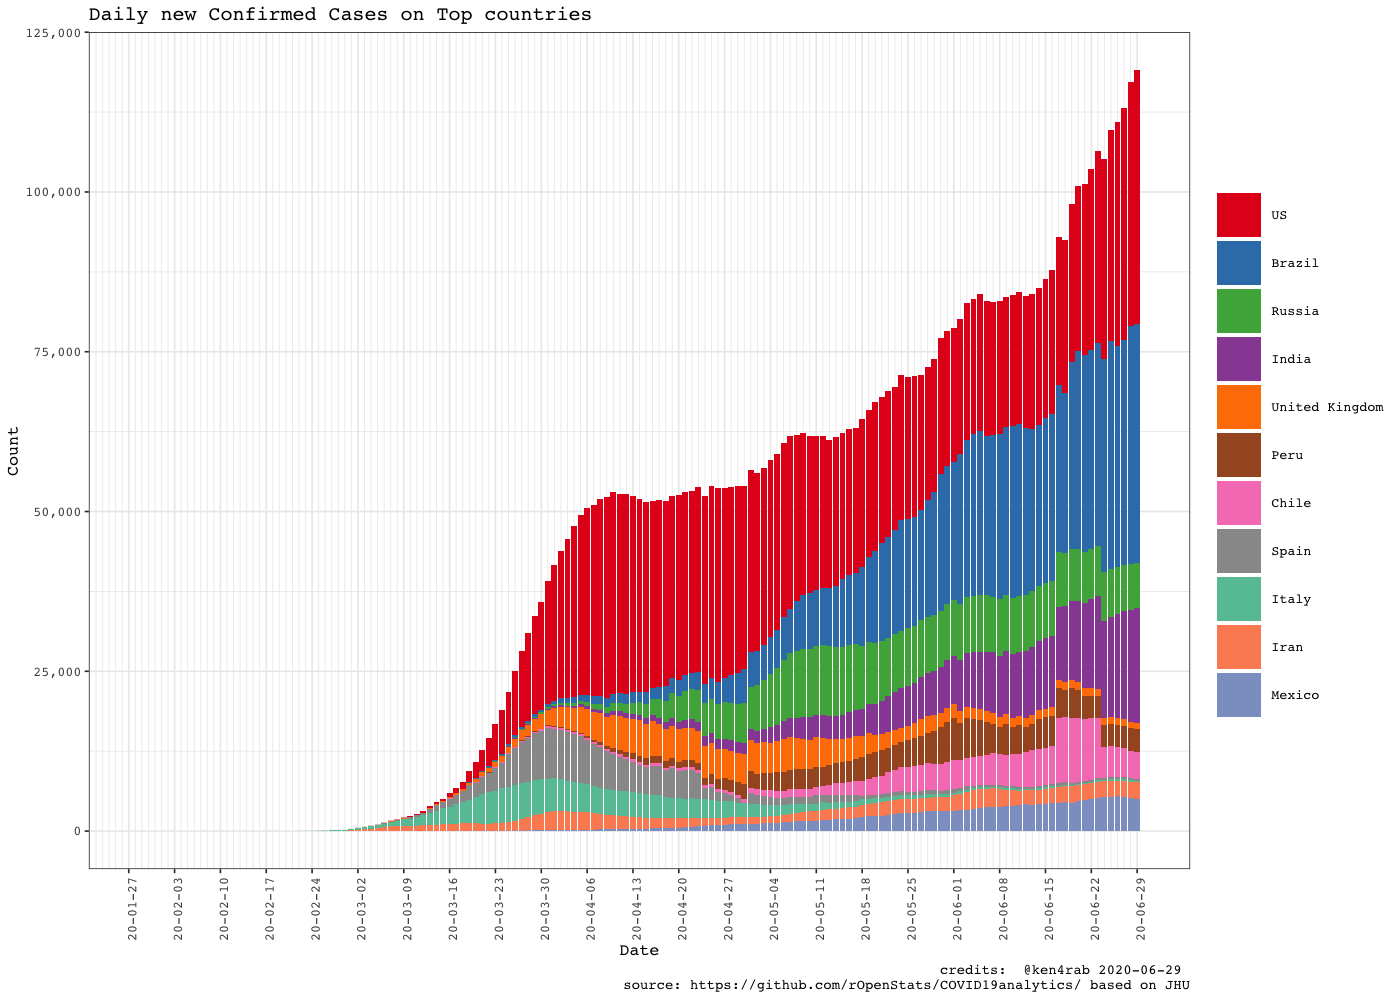 Daily new Confirmed Cases on Top countries
125,000
100,000
75,000
50,000
25,000
0
Count
20-01-27
20-02-03
20-02-10
20-02-17
20-02-24
20-03-02
20-03-09
20-03-16
20-03-23
20-03-30
20-04-06
20-04-13
20-04-20
20-04-27
20-05-04
20-05-11
20-05-18
20-05-25
20-06-01
20-06-08
20-06-15
20-06-22
20-06-29
Date
US
Brazil
Russia
India
United Kingdom
Peru
Chile
Spain
Italy
Iran
Mexico
credits: @ken4rab 2020-06-29
source: https://github.com/rOpenStats/COVID19analytics/ based on JHU